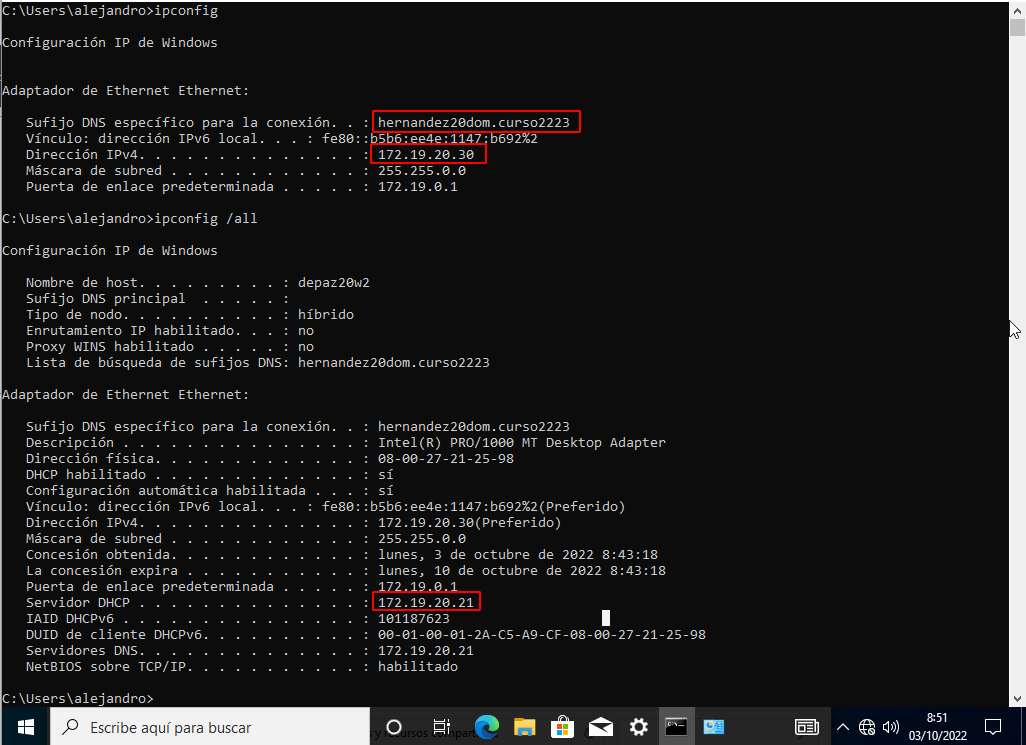 C:\Users\alejandro>ipconfig
Configuración IP de Windows
Adaptador de Ethernet Ethernet:
Sufijo DNS específico para la conexión. . : hernandez20dom.curso2223
Vínculo: dirección IPv6 local. . . : fe80::b5b6:ee4e:1147:b692%2
Dirección IPv4. . . . . . . . . . . . . . : 172.19.20.30
Máscara de subred . . . . . . . . . . . . : 255.255.0.0
Puerta de enlace predeterminada . . . . . : 172.19.0.1
C:\Users\alejandro>ipconfig /all
Configuración IP de Windows
Nombre de host. . . . . . . . . : depaz20w2
Sufijo DNS principal  . . . . . :
Tipo de nodo. . . . . . . . . . : híbrido
Enrutamiento IP habilitado. . . : no
Proxy WINS habilitado . . . . . : no
Lista de búsqueda de sufijos DNS: hernandez20dom.curso2223
Adaptador de Ethernet Ethernet:
Sufijo DNS específico para la conexión. . : hernandez20dom.curso2223
Descripción . . . . . . . . . . . . . . . : Intel(R) PRO/1000 MT Desktop Adapter
Dirección física. . . . . . . . . . . . . : 08-00-27-21-25-98
DHCP habilitado . . . . . . . . . . . . . : sí
Configuración automática habilitada . . . : sí
Vínculo: dirección IPv6 local. . . : fe80::b5b6:ee4e:1147:b692%2(Preferido)
Dirección IPv4. . . . . . . . . . . . . . : 172.19.20.30(Preferido)
Máscara de subred . . . . . . . . . . . . : 255.255.0.0
Concesión obtenida. . . . . . . . . . . . : lunes, 3 de octubre de 2022 8:43:18
La concesión expira . . . . . . . . . . . : lunes, 10 de octubre de 2022 8:43:18
Puerta de enlace predeterminada . . . . . : 172.19.0.1
Servidor DHCP . . . . . . . . . . . . . . : 172.19.20.21
IAID DHCPv6 . . . . . . . . . . . . . . . : 101187623
DUID de cliente DHCPv6. . . . . . . . . . : 00-01-00-01-2A-C5-A9-CF-08-00-27-21-25-98
Servidores DNS. . . . . . . . . . . . . . : 172.19.20.21
NetBIOS sobre TCP/IP. . . . . . . . . . . : habilitado
C:\Users\alejandro>
Escribe aquí para buscar
8:51
03/10/2022